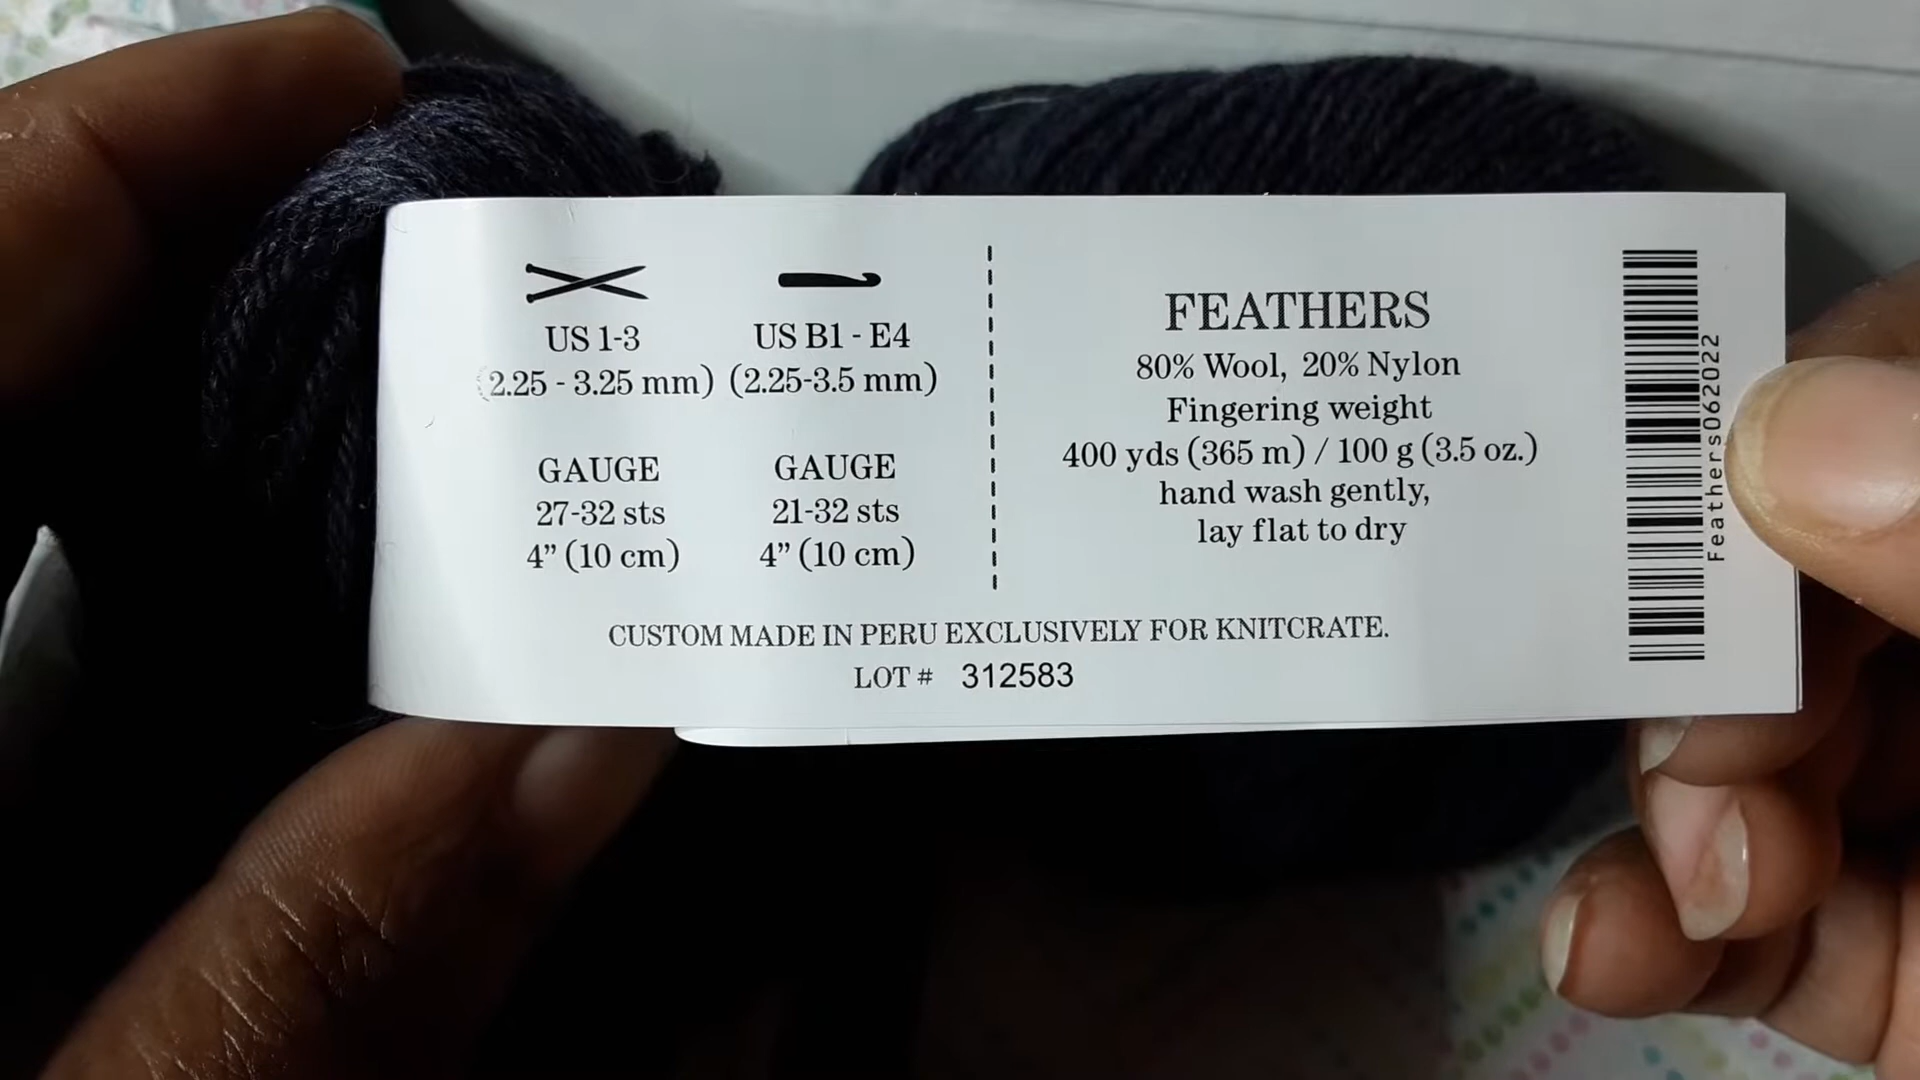 US 1-3
(2.25 - 3.25 mm)
GAUGE
27-32 sts
4” (10 cm)
US B1 - E4
(2.25-3.5 mm)
GAUGE
21-32 sts
4” (10 cm)
FEATHERS
80% Wool, 20% Nylon
Fingering weight
400 yds (365 m) / 100 g (3.5 oz.)
hand wash gently,
lay flat to dry
CUSTOM MADE IN PERU EXCLUSIVELY FOR KNITCRATE.
LOT # 312583
Feathers062022